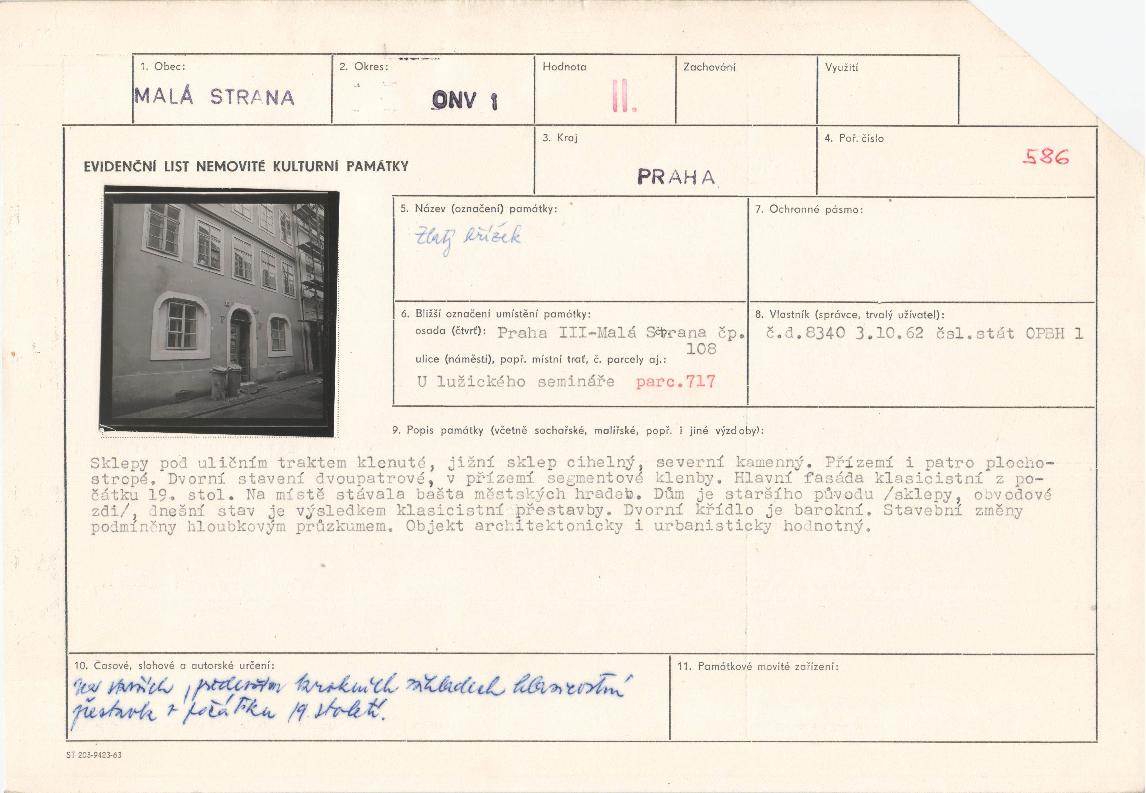 1. Obec:
MALÁ STRANA
2. Okres:
ONV 1
Hodnota
II.
Zachování
Využití
EVIDENČNÍ LIST NEMOVITÉ KULTURNÍ PAMÁTKY
3. Kraj
PRAHA
4. Poř. číslo
586
5. Název (označení) památky:
Zlatý křížek
7. Ochranné pásmo:
6. Bližší označení umístění památky:
osada (čtvrť): Praha III-Malá Strana čp.
108
ulice (náměstí), popř. místní trať, č. parcely aj.:
U lužického semináře parc.717
8. Vlastník (správce, trvalý uživatel):
č.d.8340 3.10.62 čsl.stát OPBH 1
9. Popis památky (včetně sochařské, malířské, popř. i jiné výzdoby):
Sklepy pod uličním traktem klenuté, jižní sklep cihelný, severní kamenný. Přízemí i patro plocho-
stropé. Dvorní stavení dvoupatrové, v přízemí segmentové klenby. Hlavní fasáda klasicistní z po-
čátku 19. stol. Na místě stávala bašta městských hradeb. Dům je staršího původu /sklepy, obvodové
zdi/, dnešní stav je výsledkem klasicistní přestavby. Dvorní křídlo je barokní. Stavební změny
podmíněny hloubkovým průzkumem. Objekt architektonicky i urbanisticky hodnotný.
10. Časové, slohové a autorské určení:
na starších, především barokních základech klasicistní
přestavba z počátku 19. století.
11. Památkové movité zařízení:
ST 203-9423-63